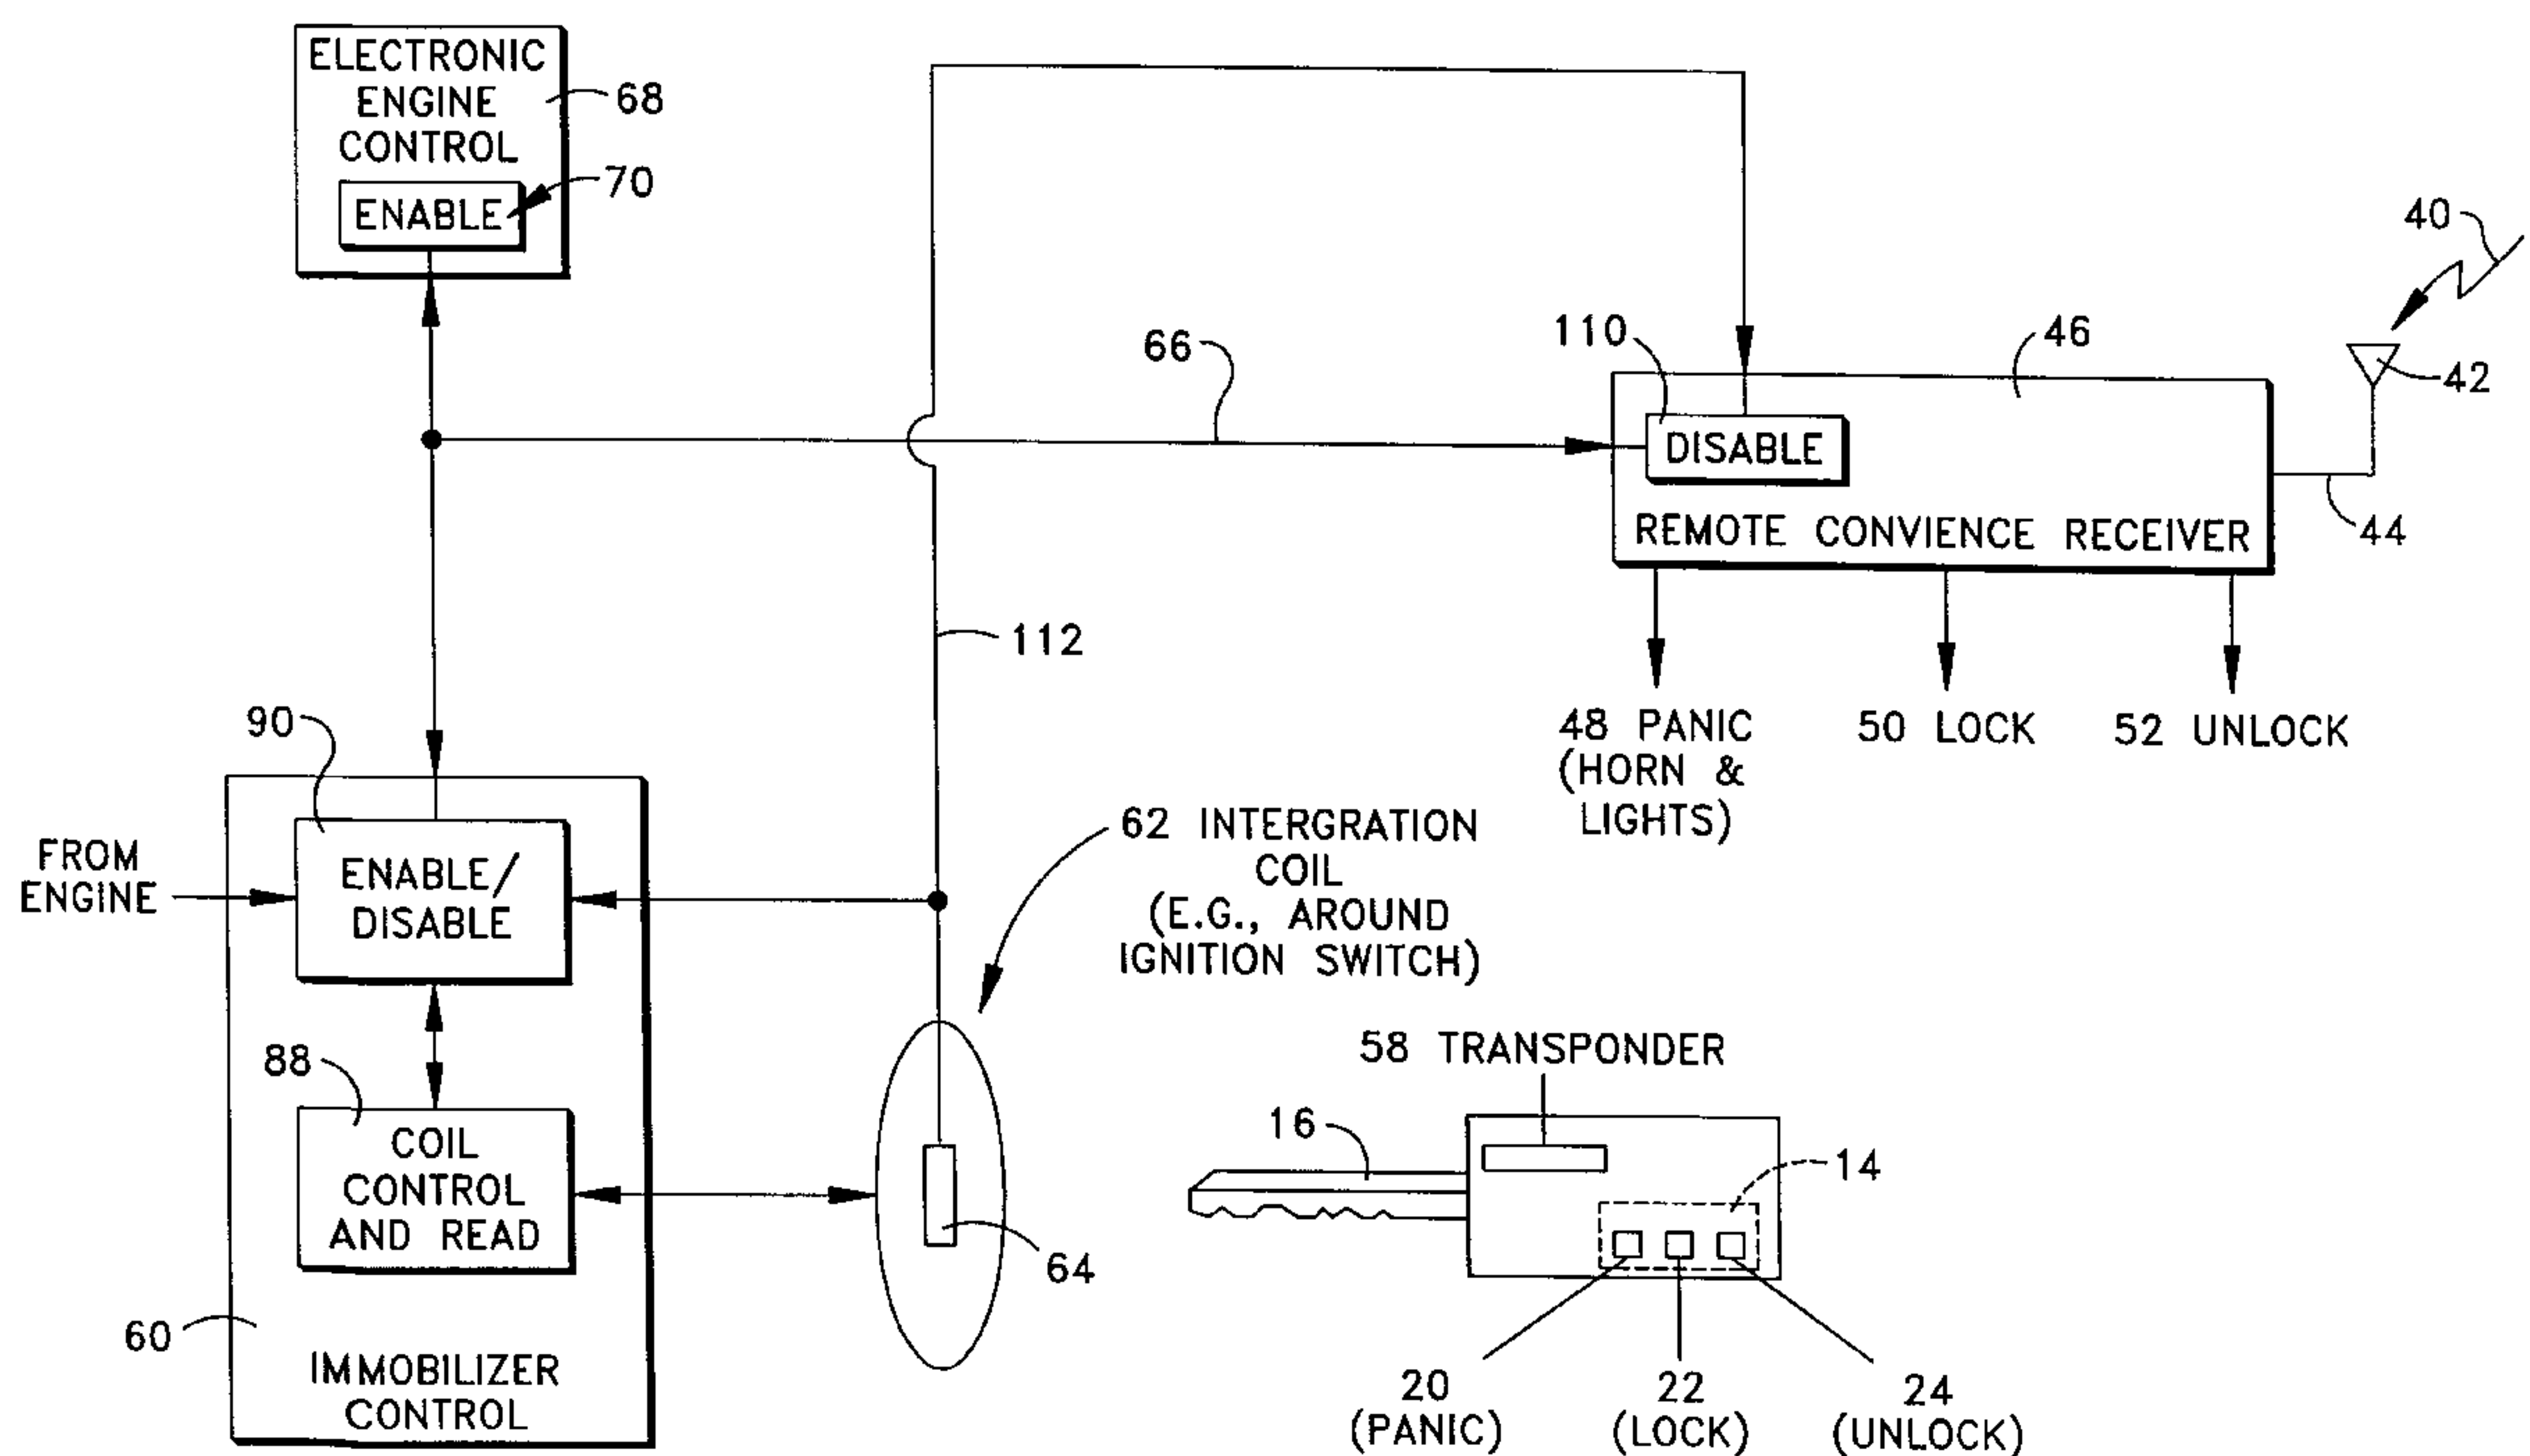 ELECTRONIC
ENGINE
CONTROL
68
ENABLE
70
66
110
46
40
42
44
DISABLE
REMOTE CONVIENCE RECEIVER
112
48 PANIC
(HORN &
LIGHTS)
50 LOCK
52 UNLOCK
90
FROM
ENGINE
ENABLE/
DISABLE
62 INTERGRATION
COIL
(E.G., AROUND
IGNITION SWITCH)
88
COIL
CONTROL
AND READ
64
60
IMMOBILIZER
CONTROL
58 TRANSPONDER
16
14
20
(PANIC)
22
(LOCK)
24
(UNLOCK)